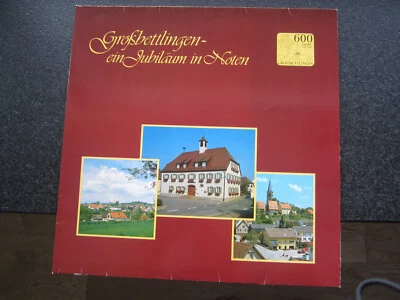 Großbettlingen-
ein Jubiläum in Noten
600